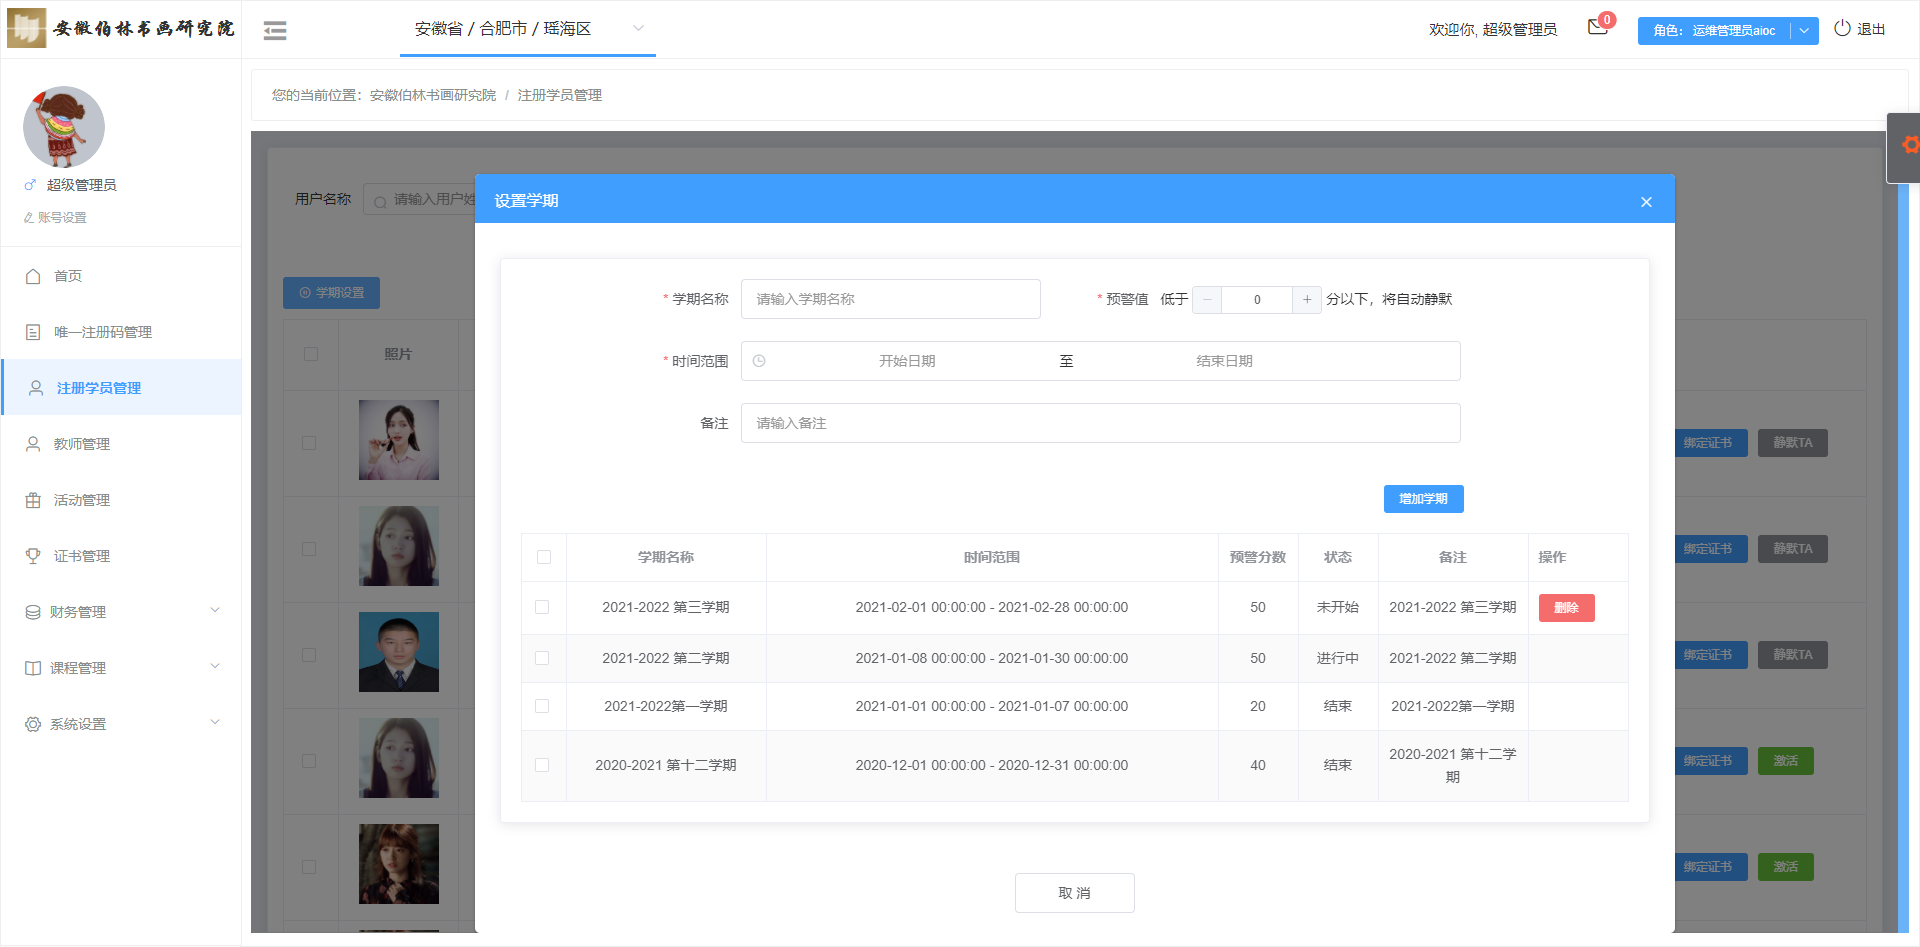 安徽伯林书画研究院
安徽省 / 合肥市 / 瑶海区
欢迎你, 超级管理员
0
角色： 运维管理员aioc
退出
超级管理员
账号设置
您的当前位置：安徽伯林书画研究院 / 注册学员管理
首页
唯一注册码管理
注册学员管理
教师管理
活动管理
证书管理
财务管理
课程管理
系统设置
用户名称
请输入用户姓
学期设置
照片
设置学期
* 学期名称
请输入学期名称
* 预警值 低于 0 分以下，将自动静默
* 时间范围
开始日期 至 结束日期
备注
请输入备注
增加学期
学期名称 时间范围 预警分数 状态 备注 操作
2021-2022 第三学期 2021-02-01 00:00:00 - 2021-02-28 00:00:00 50 未开始 2021-2022 第三学期 删除
2021-2022 第二学期 2021-01-08 00:00:00 - 2021-01-30 00:00:00 50 进行中 2021-2022 第二学期
2021-2022第一学期 2021-01-01 00:00:00 - 2021-01-07 00:00:00 20 结束 2021-2022第一学期
2020-2021 第十二学期 2020-12-01 00:00:00 - 2020-12-31 00:00:00 40 结束 2020-2021 第十二学
期
取 消
绑定证书 静默TA
绑定证书 静默TA
绑定证书 静默TA
绑定证书 激活
绑定证书 激活